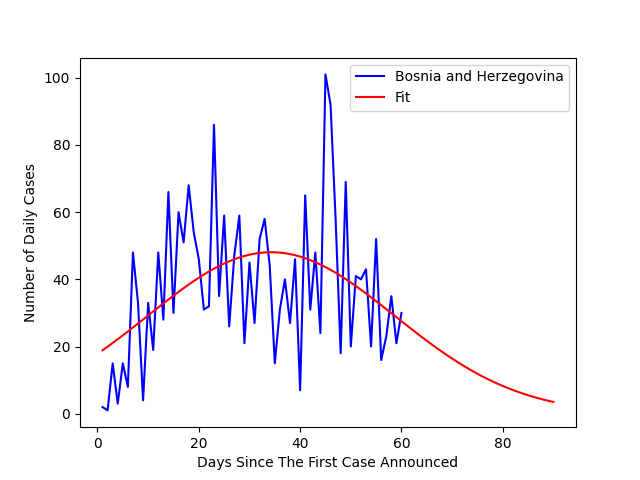 Bosnia and Herzegovina
Fit
100
80
60
40
20
0
Number of Daily Cases
0 20 40 60 80
Days Since The First Case Announced